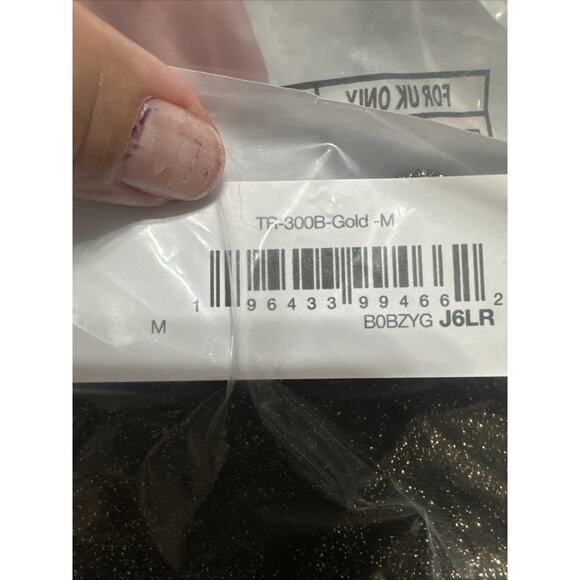 FOR UK ONLY
TR-300B-Gold -M
1 96433 99466 2
M
B0BZYG J6LR